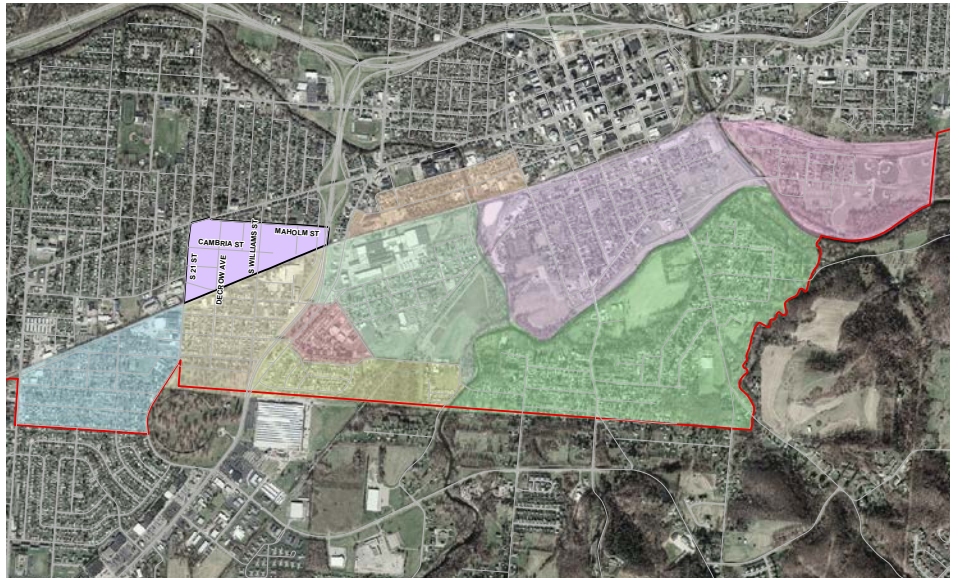 MAHOLM ST
CAMBRIA ST
S WILLIAMS ST
S 21 ST
DECROW AVE